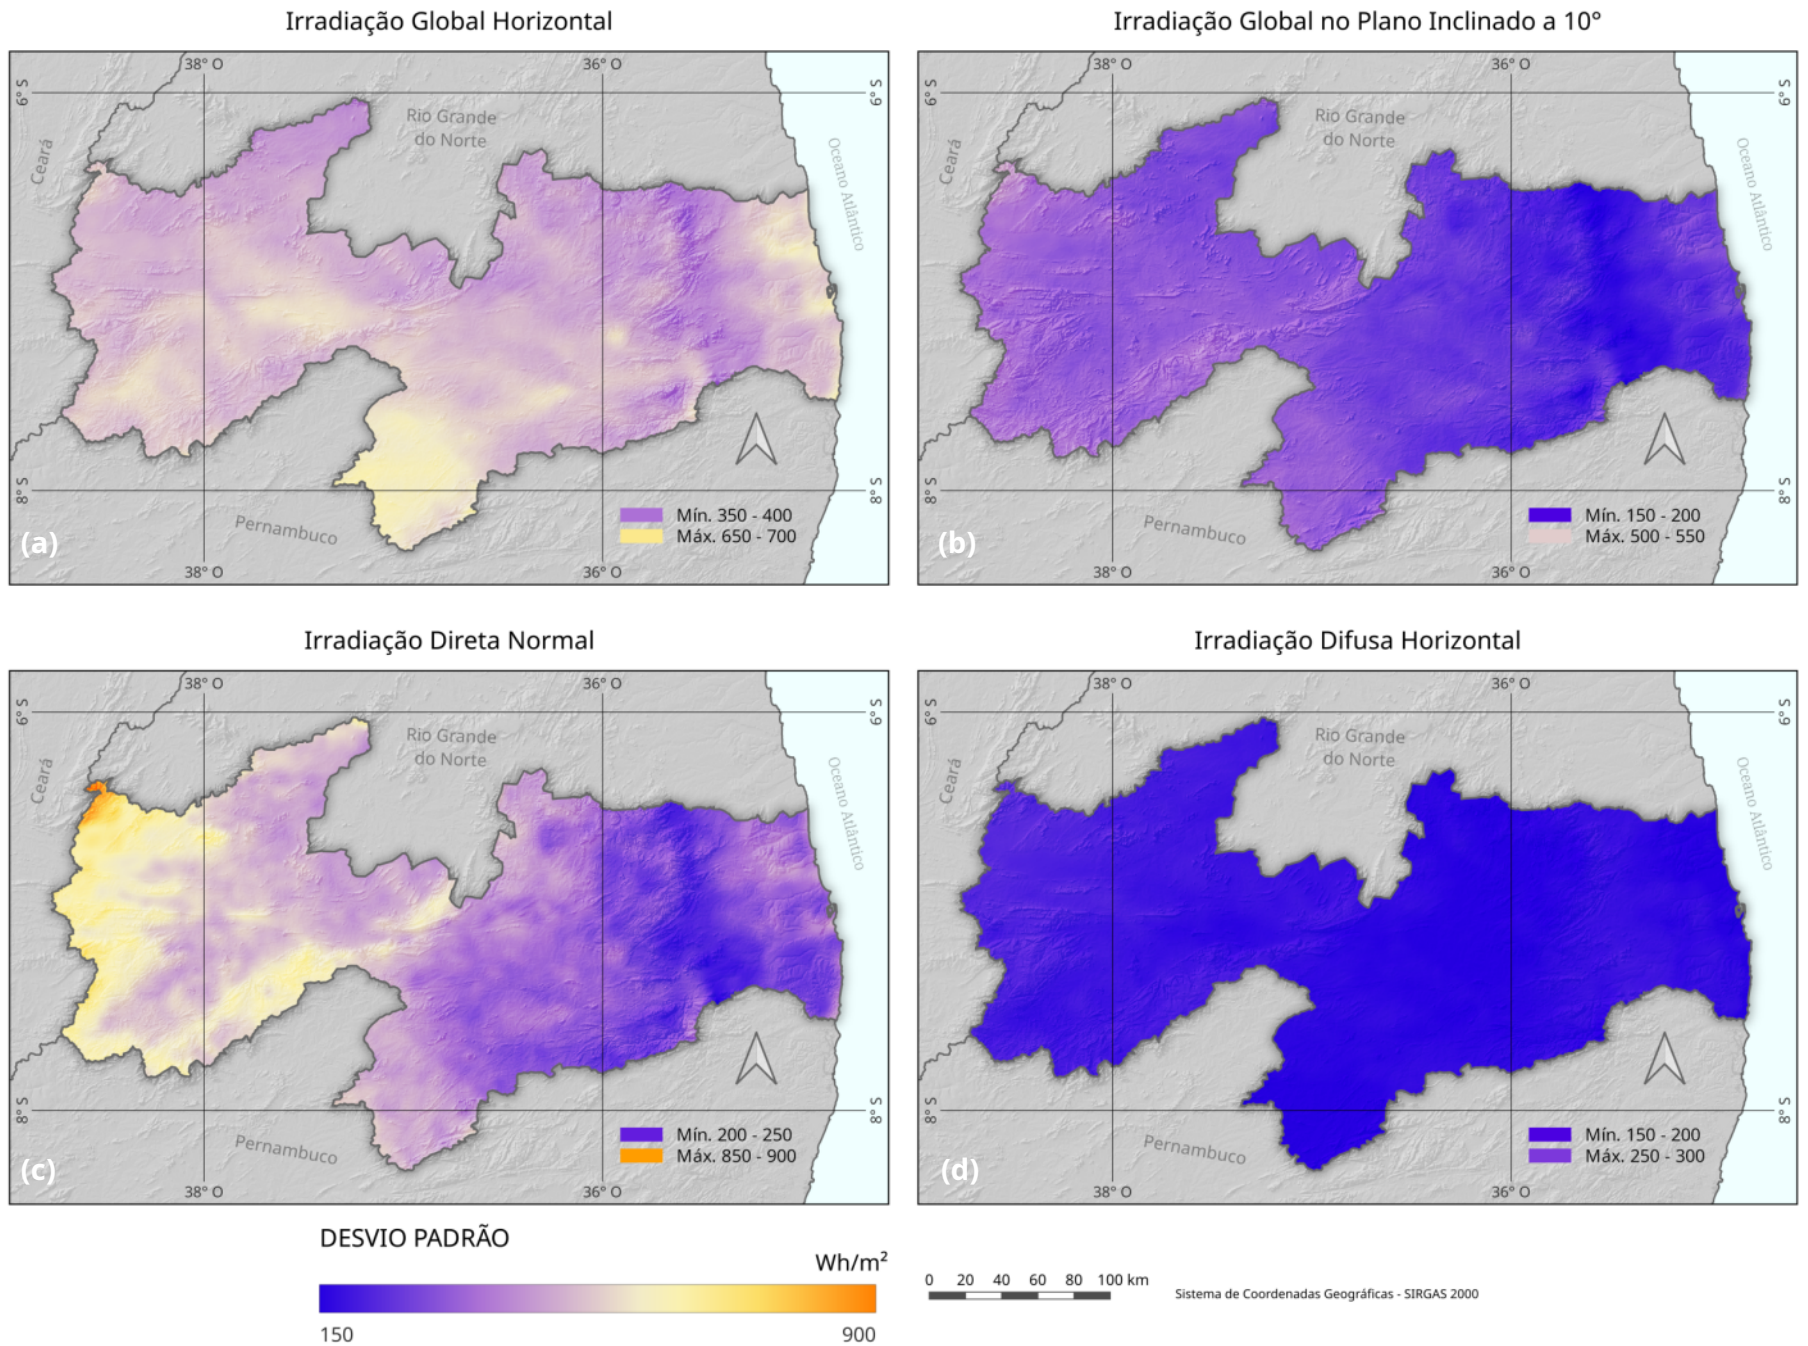 Irradiação Global Horizontal
38° O
36° O
6° S
6° S
Rio Grande
do Norte
Ceará
Oceano Atlântico
8° S
8° S
Pernambuco
Mín. 350 - 400
Máx. 650 - 700
(a)
38° O
36° O
Irradiação Global no Plano Inclinado a 10°
38° O
36° O
6° S
6° S
Rio Grande
do Norte
Ceará
Oceano Atlântico
8° S
8° S
Pernambuco
Mín. 150 - 200
Máx. 500 - 550
(b)
38° O
36° O
Irradiação Direta Normal
38° O
36° O
6° S
6° S
Rio Grande
do Norte
Ceará
Oceano Atlântico
8° S
8° S
Pernambuco
Mín. 200 - 250
Máx. 850 - 900
(c)
38° O
36° O
Irradiação Difusa Horizontal
38° O
36° O
6° S
6° S
Rio Grande
do Norte
Ceará
Oceano Atlântico
8° S
8° S
Pernambuco
Mín. 150 - 200
Máx. 250 - 300
(d)
38° O
36° O
DESVIO PADRÃO
Wh/m²
150
900
0 20 40 60 80 100 km
Sistema de Coordenadas Geográficas - SIRGAS 2000